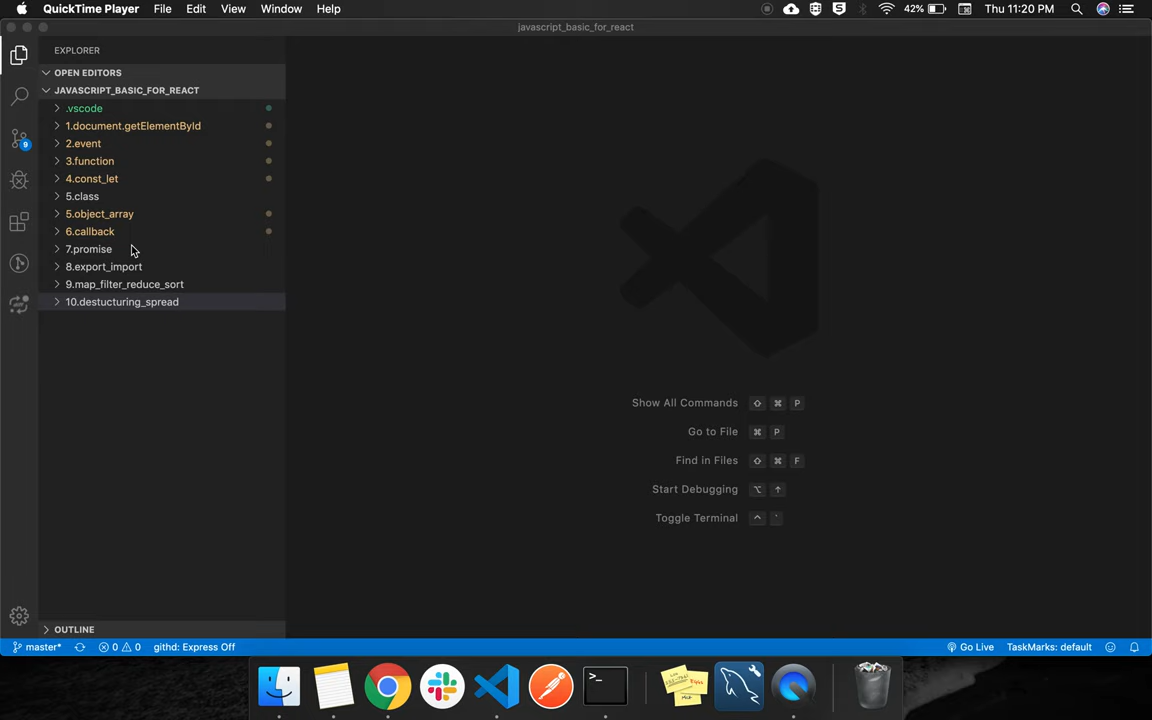 QuickTime Player File Edit View Window Help 42% Thu 11:20 PM
javascript_basic_for_react
EXPLORER
OPEN EDITORS
JAVASCRIPT_BASIC_FOR_REACT
.vscode
1.document.getElementById
2.event
3.function
4.const_let
5.class
5.object_array
6.callback
7.promise
8.export_import
9.map_filter_reduce_sort
10.destucturing_spread
9
Show All Commands ⇧ ⌘ P
Go to File ⌘ P
Find in Files ⇧ ⌘ F
Start Debugging ⌥ ↑
Toggle Terminal ^ `
OUTLINE
master* 0 0 githd: Express Off Go Live TaskMarks: default